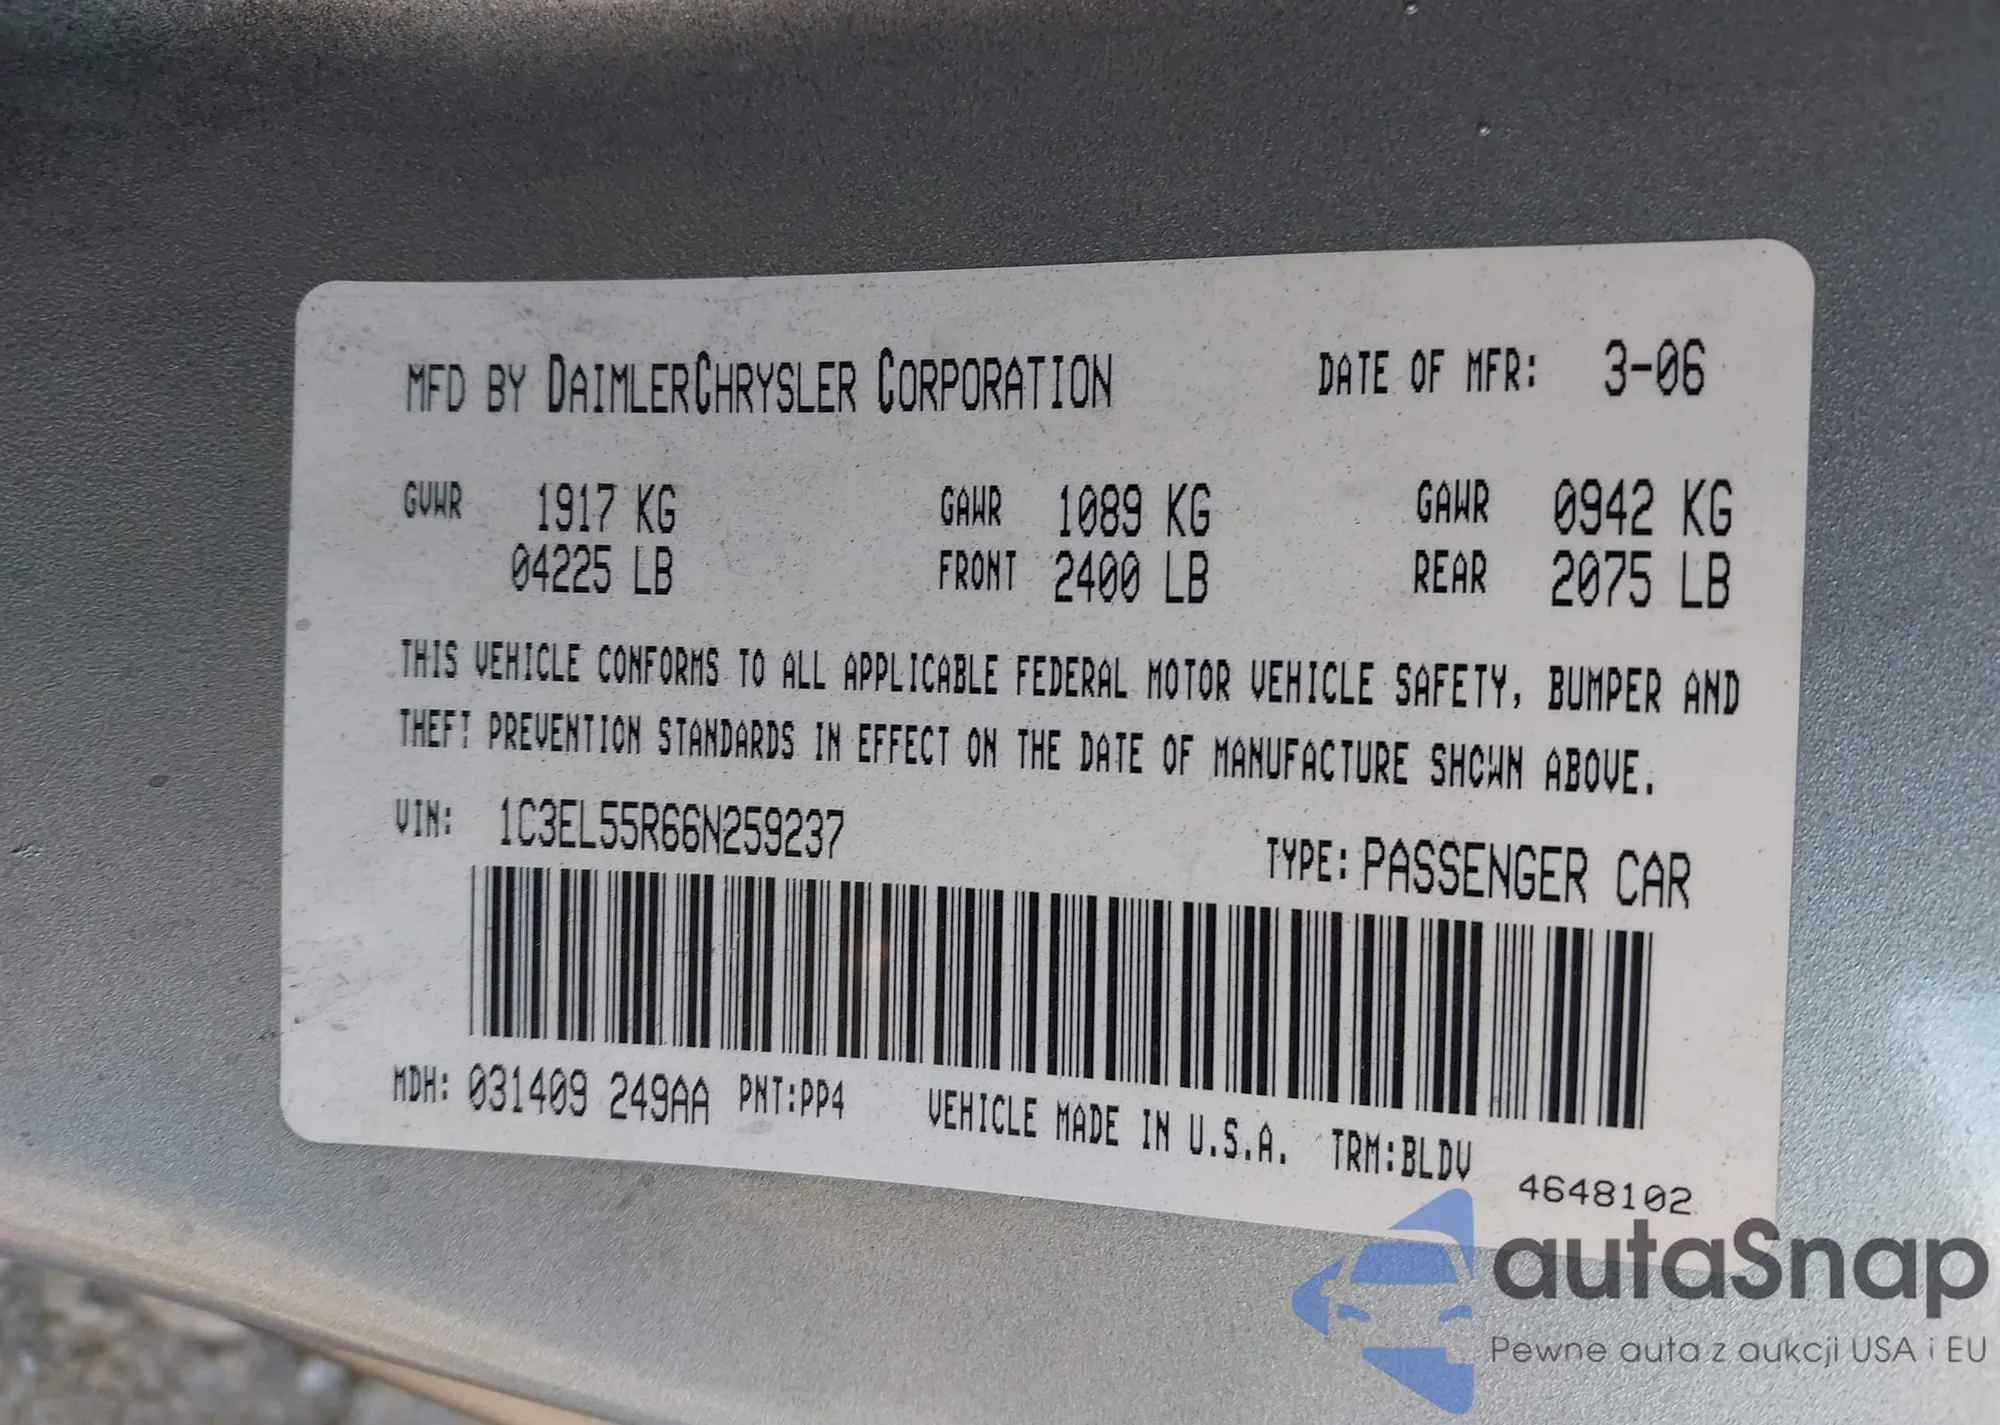 MFD BY DAIMLERCHRYSLER CORPORATION DATE OF MFR: 3-06
GVWR 1917 KG GAWR 1089 KG GAWR 0942 KG
04225 LB FRONT 2400 LB REAR 2075 LB
THIS VEHICLE CONFORMS TO ALL APPLICABLE FEDERAL MOTOR VEHICLE SAFETY, BUMPER AND
THEFT PREVENTION STANDARDS IN EFFECT ON THE DATE OF MANUFACTURE SHOWN ABOVE.
VIN: 1C3EL55R66N259237 TYPE: PASSENGER CAR
MDH: 031409 249AA PNT:PP4 VEHICLE MADE IN U.S.A. TRM:BLDV
4648102
autaSnap
Pewne auta z aukcji USA i EU